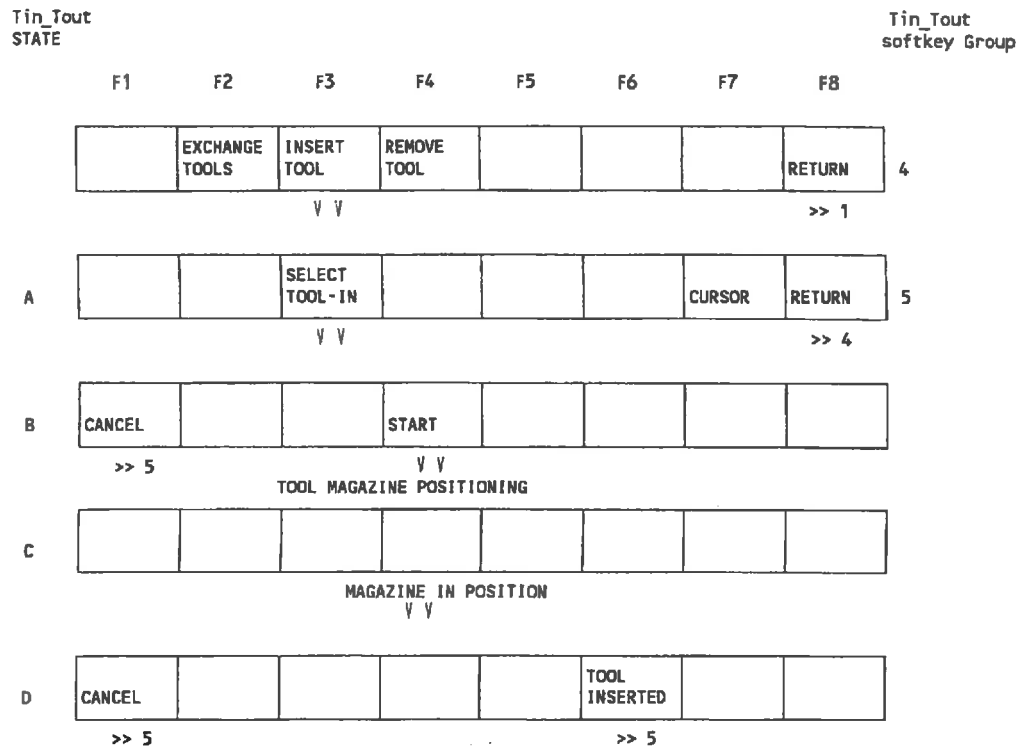 Tin_Tout
STATE
Tin_Tout
softkey Group
F1 F2 F3 F4 F5 F6 F7 F8
EXCHANGE TOOLS
INSERT TOOL
REMOVE TOOL
RETURN
4
V V
>> 1
A
SELECT TOOL-IN
CURSOR
RETURN
5
V V
>> 4
B
CANCEL
START
>> 5
V V
TOOL MAGAZINE POSITIONING
C
MAGAZINE IN POSITION
V V
D
CANCEL
TOOL INSERTED
>> 5
>> 5